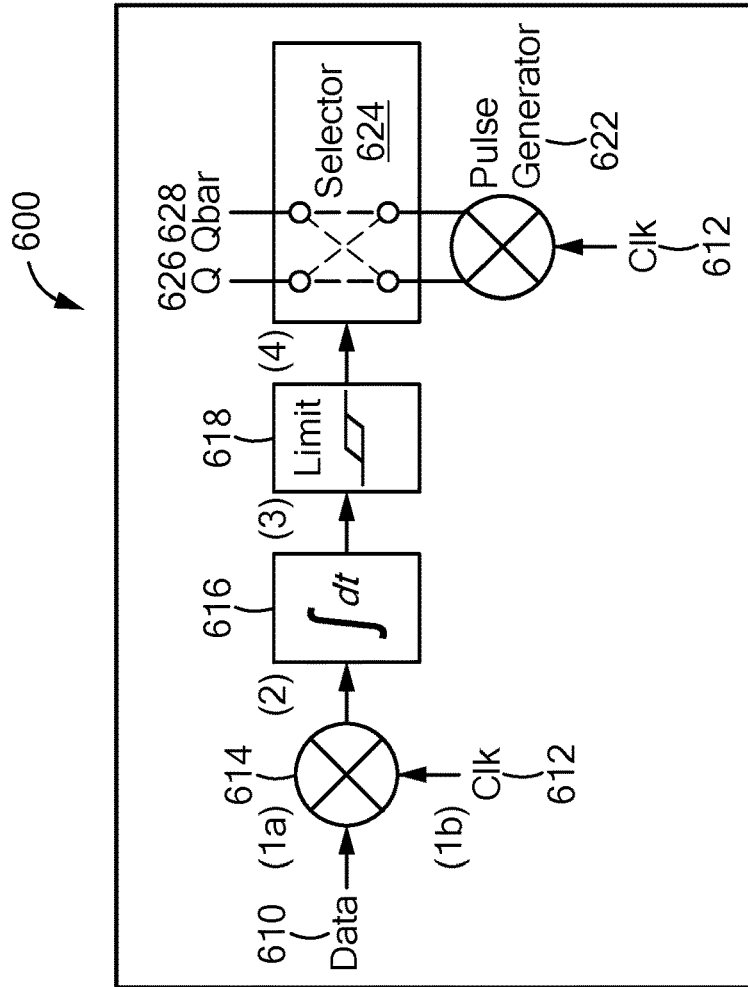 600
626 628
Q Qbar
Selector
624
Pulse
Generator
622
Clk
612
(4)
618
Limit
(3)
616
∫ dt
(2)
614
(1a)
(1b)
Clk
612
610
Data